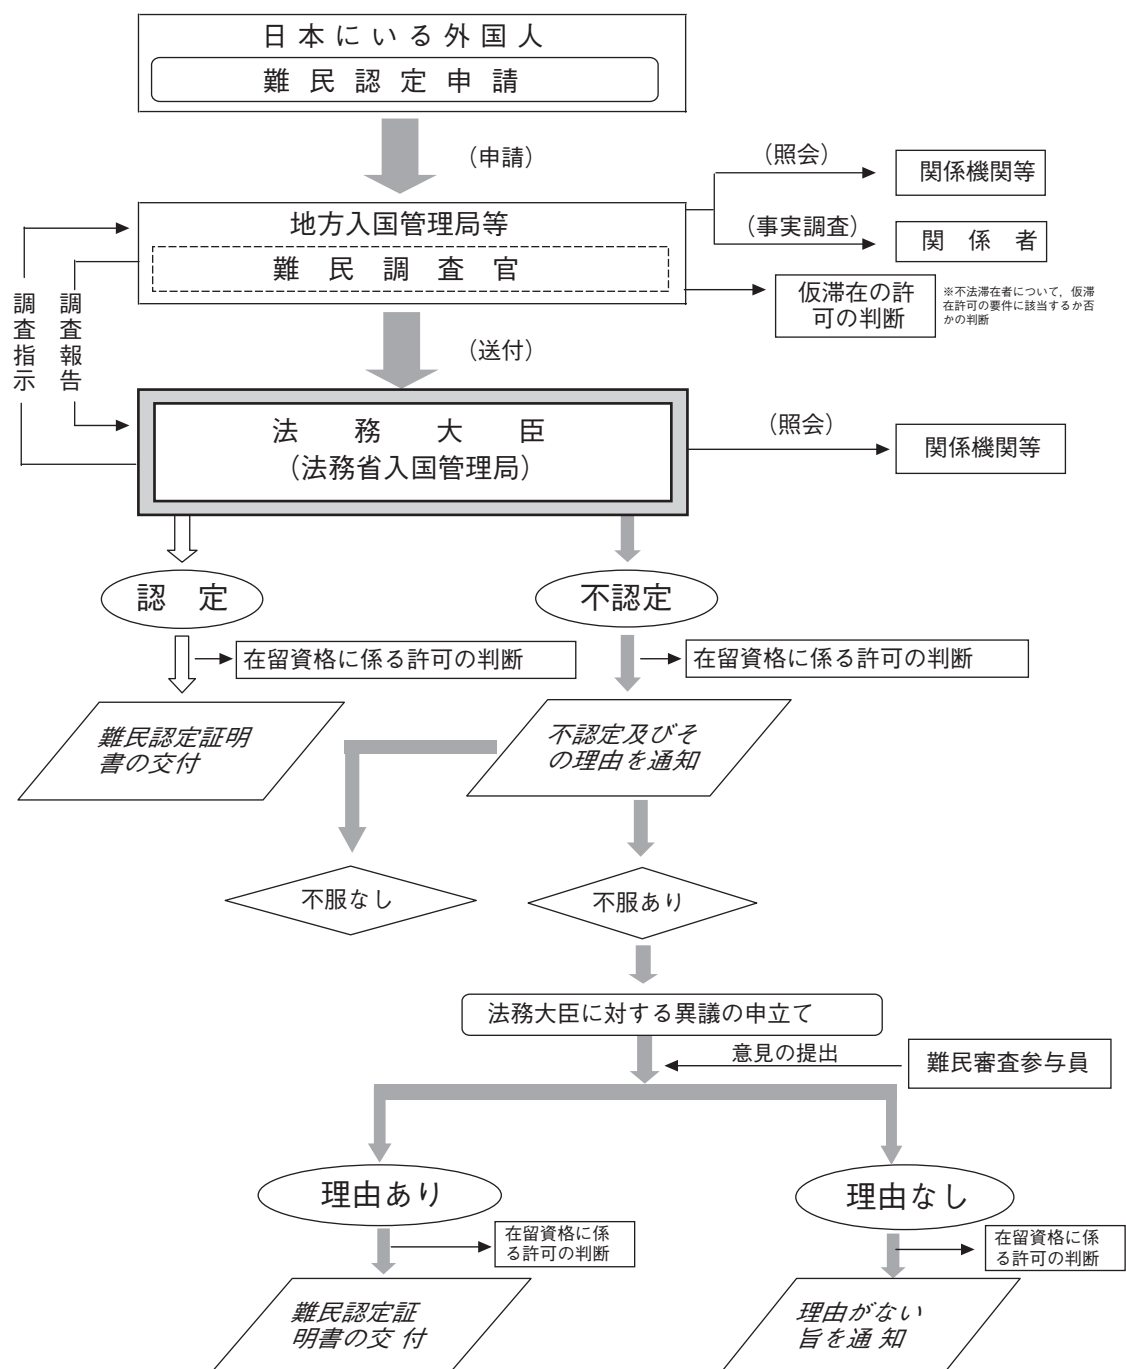 日本にいる外国人
難民認定申請
（申請）
（照会）
関係機関等
地方入国管理局等
（事実調査）
関係者
難民調査官
仮滞在の許
可の判断
※不法滞在者について，仮滞
在許可の要件に該当するか否
かの判断
調査指示
調査報告
（送付）
法務大臣
（法務省入国管理局）
（照会）
関係機関等
認定
不認定
在留資格に係る許可の判断
在留資格に係る許可の判断
難民認定証明
書の交付
不認定及びそ
の理由を通知
不服なし
不服あり
法務大臣に対する異議の申立て
意見の提出
難民審査参与員
理由あり
理由なし
在留資格に係
る許可の判断
在留資格に係
る許可の判断
難民認定証
明書の交付
理由がない
旨を通知